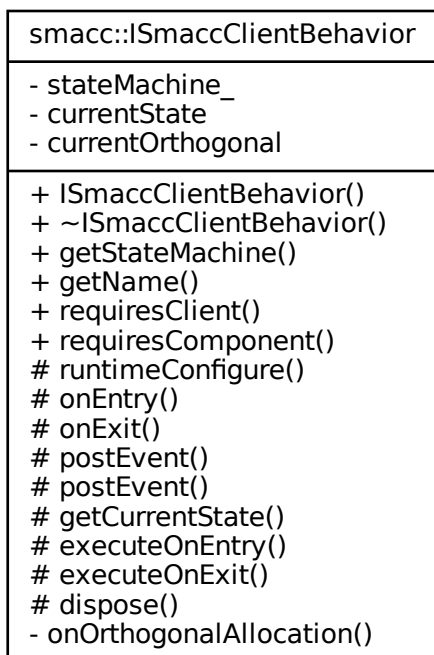 smacc::ISmaccClientBehavior
- stateMachine_
- currentState
- currentOrthogonal
+ ISmaccClientBehavior()
+ ~ISmaccClientBehavior()
+ getStateMachine()
+ getName()
+ requiresClient()
+ requiresComponent()
# runtimeConfigure()
# onEntry()
# onExit()
# postEvent()
# postEvent()
# getCurrentState()
# executeOnEntry()
# executeOnExit()
# dispose()
- onOrthogonalAllocation()